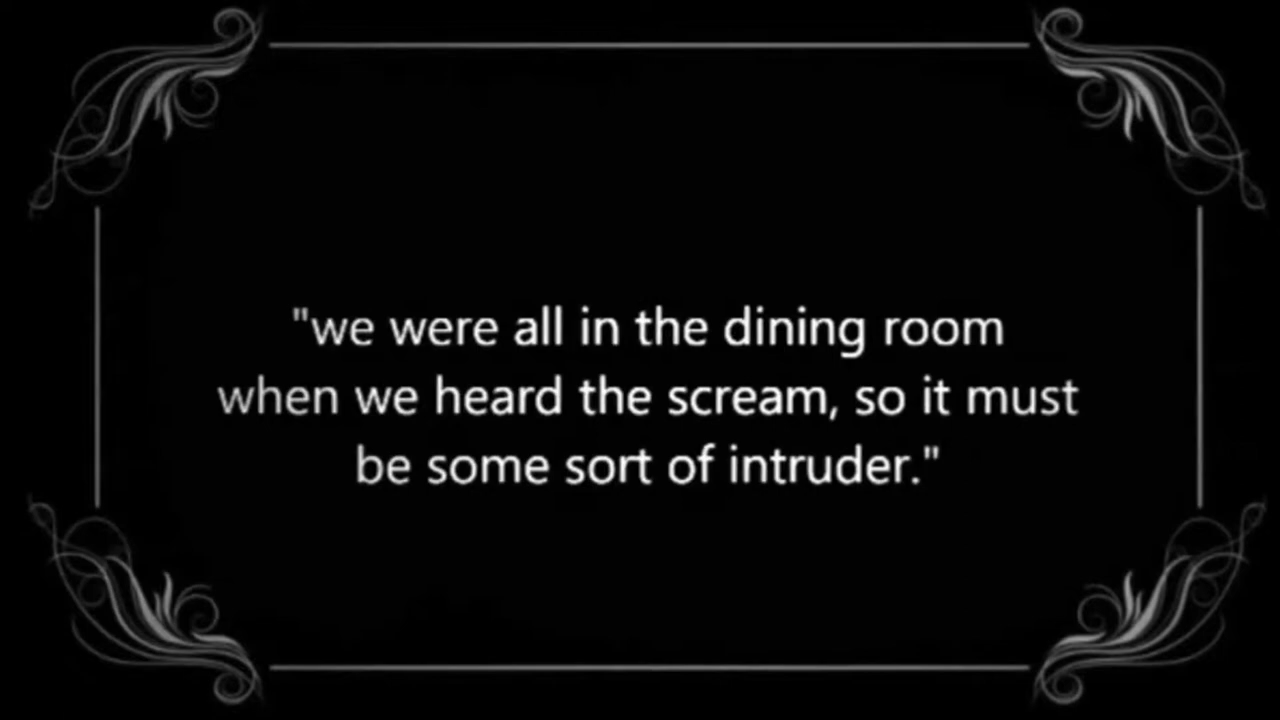 "we were all in the dining room
when we heard the scream, so it must
be some sort of intruder."